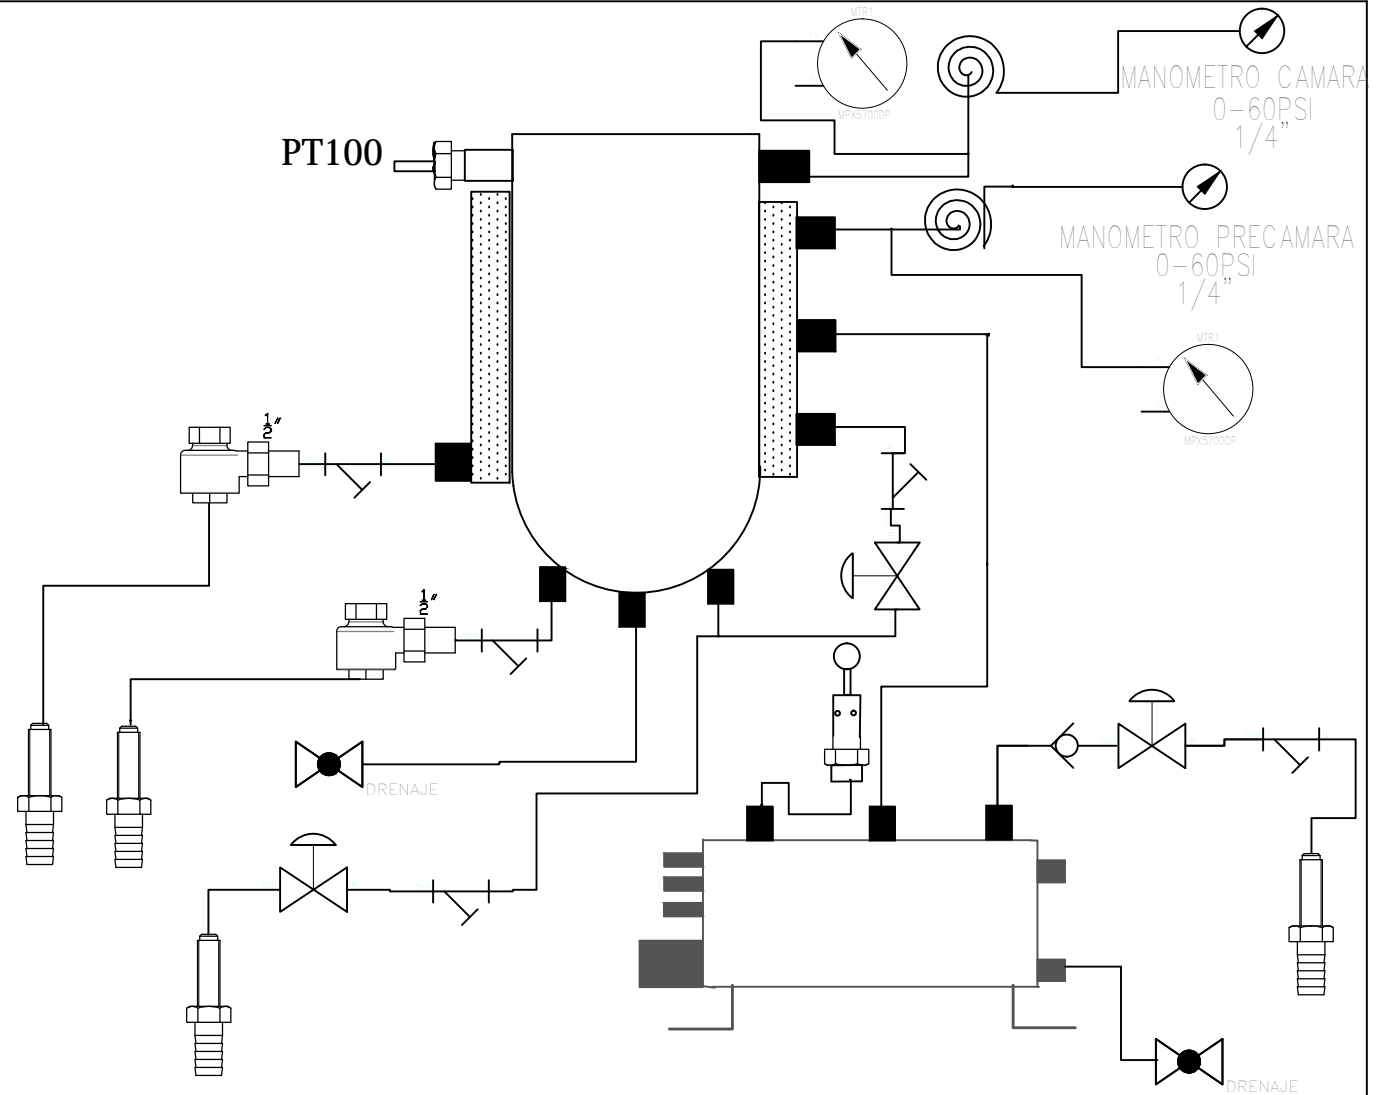 MTR1
MPX5700DP
MANOMETRO CAMARA
0-60PSI
1/4"
PT100
MANOMETRO PRECAMARA
0-60PSI
1/4"
MTR1
MPX5700DP
1/2"
1/2"
DRENAJE
DRENAJE